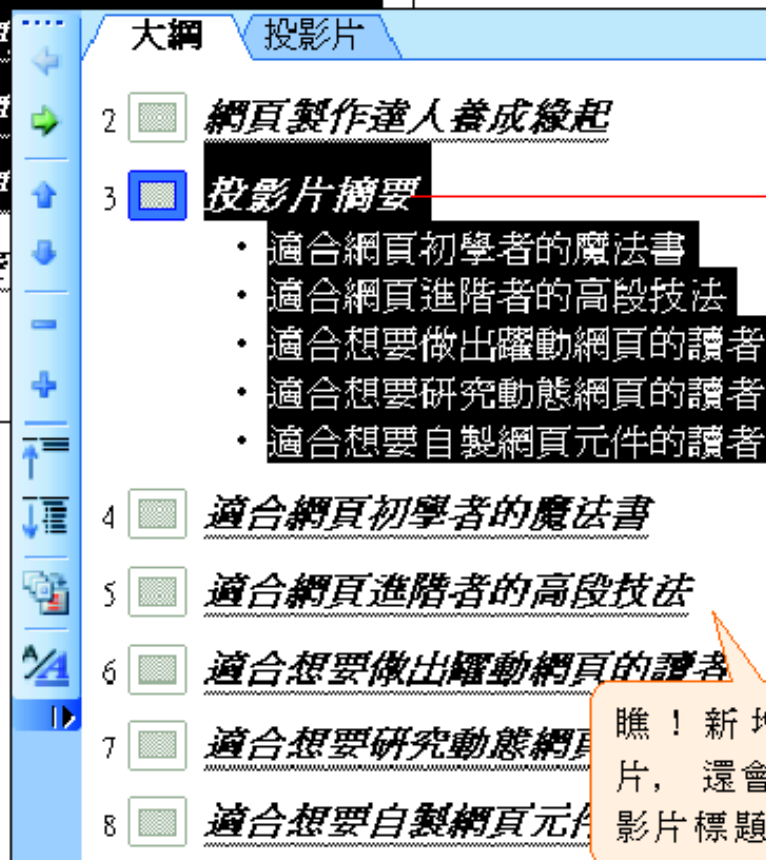 大綱 投影片
2 網頁製作達人養成緣起
3 投影片摘要
• 適合網頁初學者的魔法書
• 適合網頁進階者的高段技法
• 適合想要做出躍動網頁的讀者
• 適合想要研究動態網頁的讀者
• 適合想要自製網頁元件的讀者
4 適合網頁初學者的魔法書
5 適合網頁進階者的高段技法
6 適合想要做出躍動網頁的讀者
7 適合想要研究動態網頁
8 適合想要自製網頁元件
瞧！新增
片，還會
影片標題